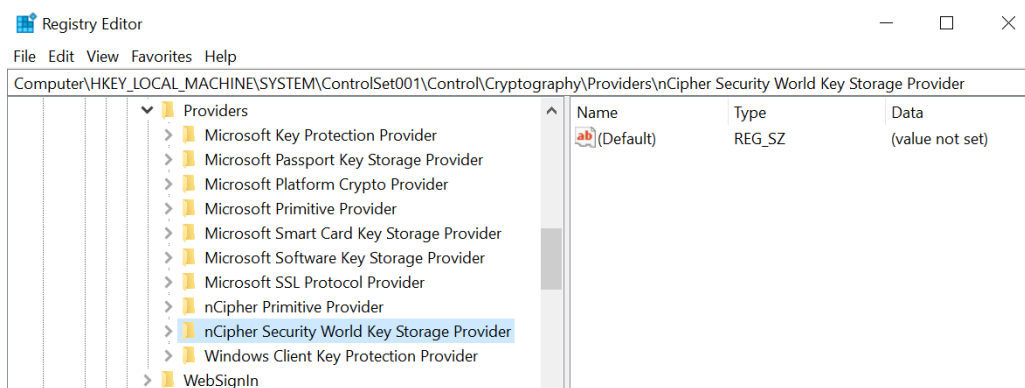 Registry Editor
File Edit View Favorites Help
Computer\HKEY_LOCAL_MACHINE\SYSTEM\ControlSet001\Control\Cryptography\Providers\nCipher Security World Key Storage Provider
Providers
Microsoft Key Protection Provider
Microsoft Passport Key Storage Provider
Microsoft Platform Crypto Provider
Microsoft Primitive Provider
Microsoft Smart Card Key Storage Provider
Microsoft Software Key Storage Provider
Microsoft SSL Protocol Provider
nCipher Primitive Provider
nCipher Security World Key Storage Provider
Windows Client Key Protection Provider
WebSignIn
Name Type Data
ab (Default) REG_SZ (value not set)